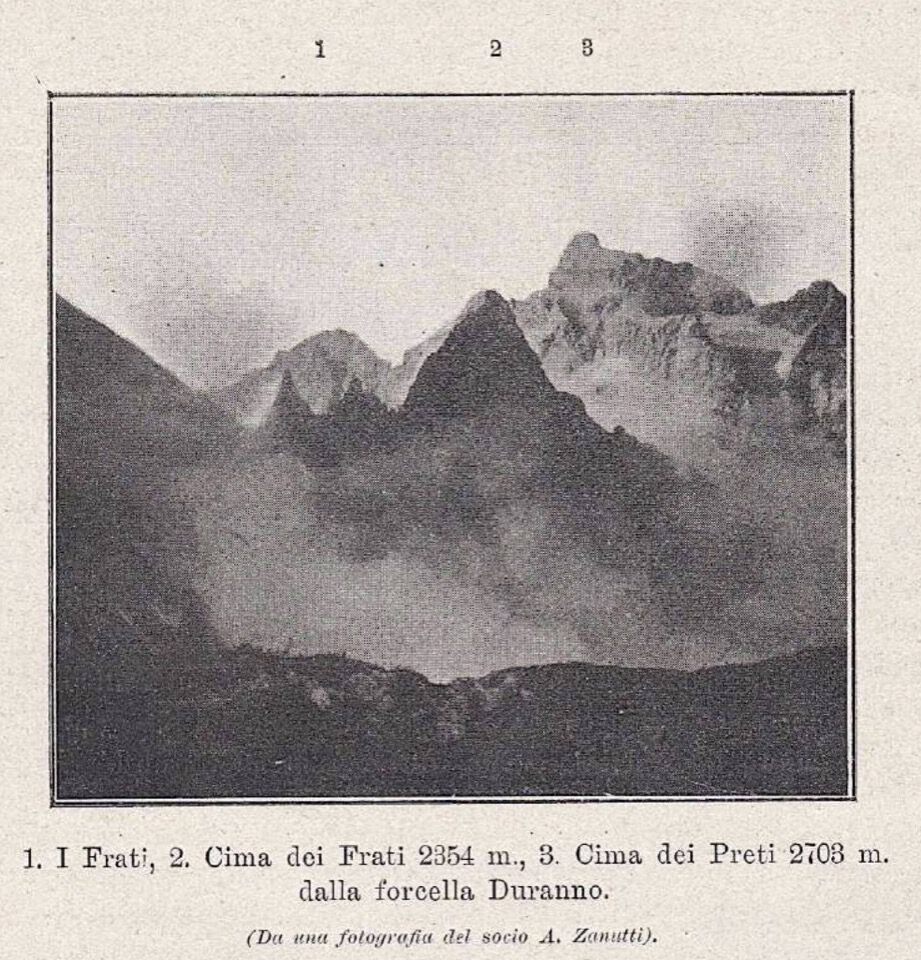 1 2 3
1. I Frati, 2. Cima dei Frati 2354 m., 3. Cima dei Preti 2703 m.
dalla forcella Duranno.
(Da una fotografia del socio A. Zanutti).